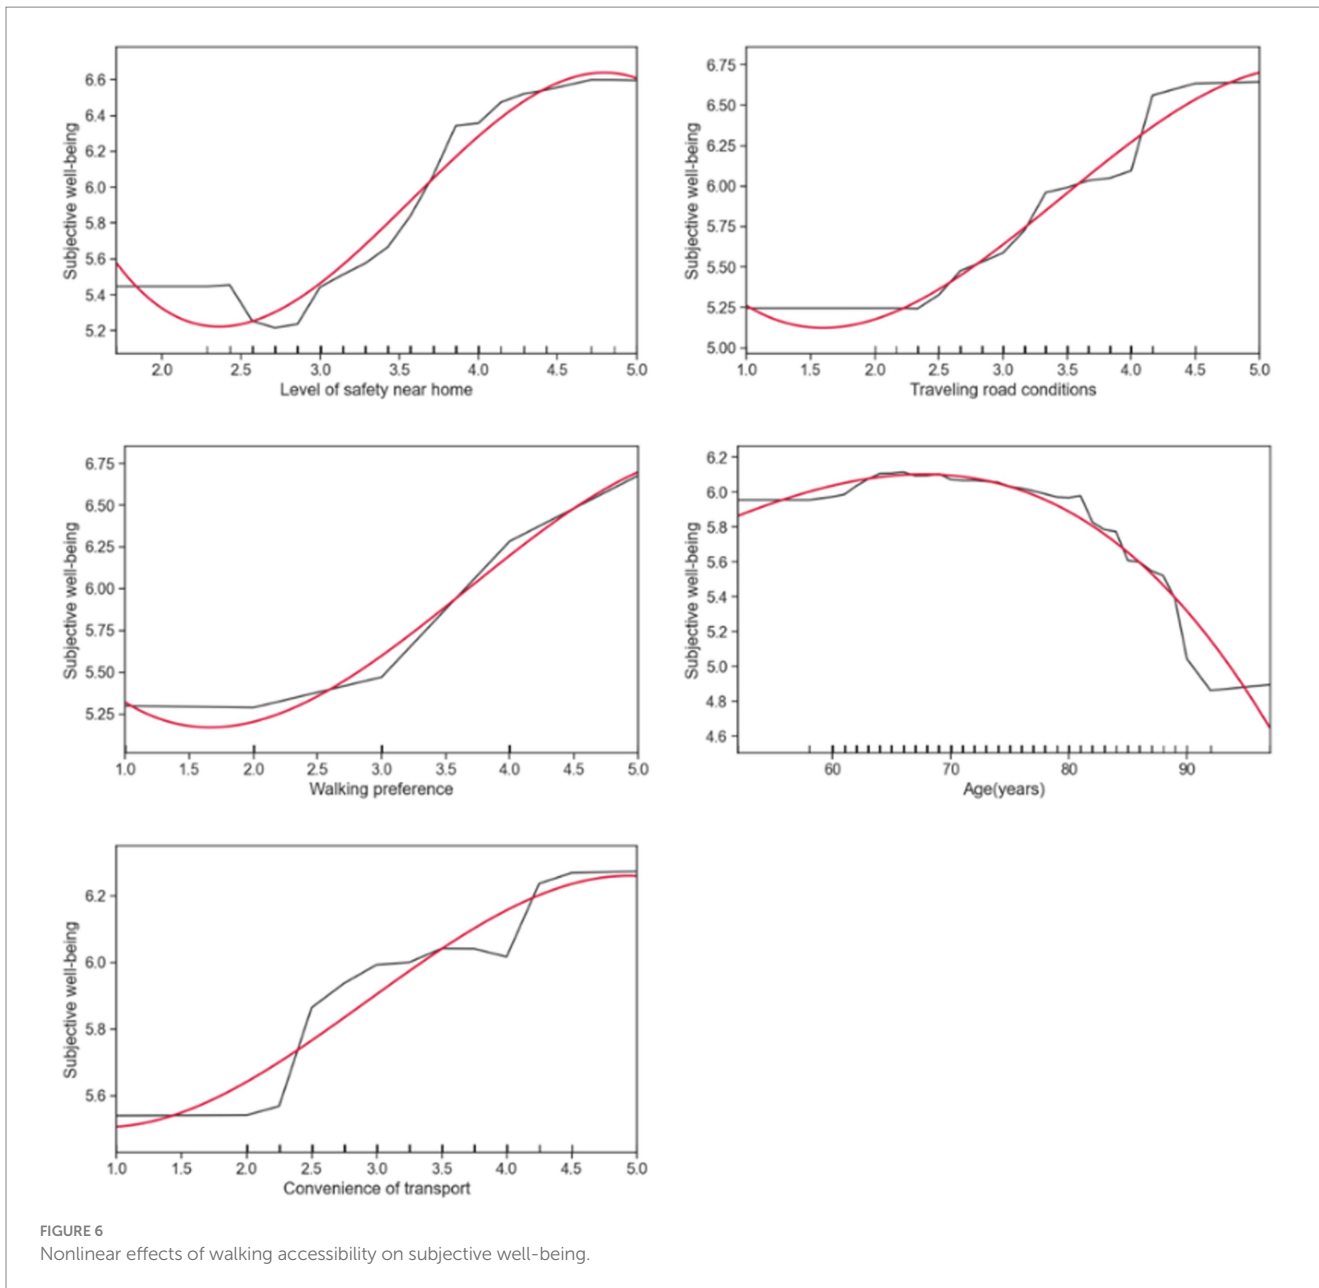 6.6
6.4
6.2
6.0
5.8
5.6
5.4
5.2
Subjective well-being
2.0 2.5 3.0 3.5 4.0 4.5 5.0
Level of safety near home
6.75
6.50
6.25
6.00
5.75
5.50
5.25
5.00
Subjective well-being
1.0 1.5 2.0 2.5 3.0 3.5 4.0 4.5 5.0
Traveling road conditions
6.75
6.50
6.25
6.00
5.75
5.50
5.25
Subjective well-being
1.0 1.5 2.0 2.5 3.0 3.5 4.0 4.5 5.0
Walking preference
6.2
6.0
5.8
5.6
5.4
5.2
5.0
4.8
4.6
Subjective well-being
60 70 80 90
Age(years)
6.2
6.0
5.8
5.6
Subjective well-being
1.0 1.5 2.0 2.5 3.0 3.5 4.0 4.5 5.0
Convenience of transport
FIGURE 6
Nonlinear effects of walking accessibility on subjective well-being.